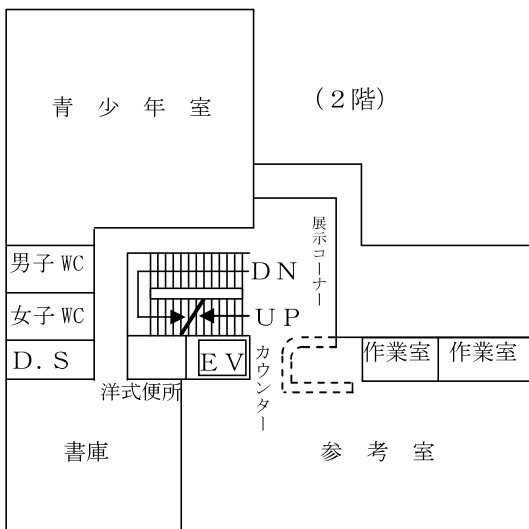 青少年室
(2階)
男子WC
女子WC
D.S
展示コーナー
DN
UP
EV
カウンター
作業室
作業室
洋式便所
書庫
参考室